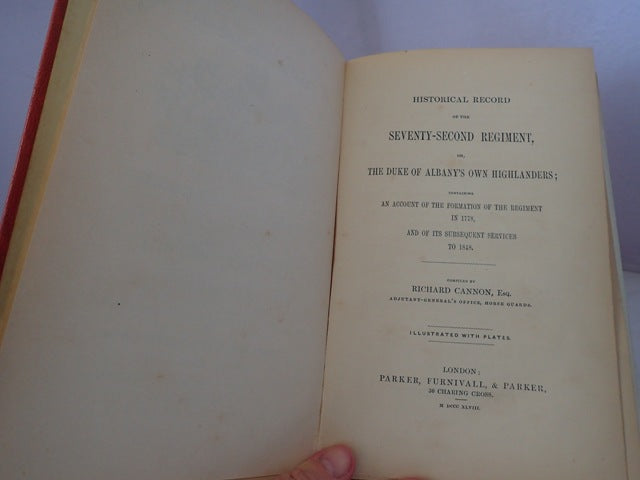 HISTORICAL RECORD
OF THE
SEVENTY-SECOND REGIMENT,
OR,
THE DUKE OF ALBANY'S OWN HIGHLANDERS;
CONTAINING
AN ACCOUNT OF THE FORMATION OF THE REGIMENT
IN 1778,
AND OF ITS SUBSEQUENT SERVICES
TO 1848.
COMPILED BY
RICHARD CANNON, Esq.
ADJUTANT-GENERAL'S OFFICE, HORSE GUARDS.
ILLUSTRATED WITH PLATES.
LONDON:
PARKER, FURNIVALL, & PARKER,
30 CHARING CROSS.
M DCCC XLVIII.